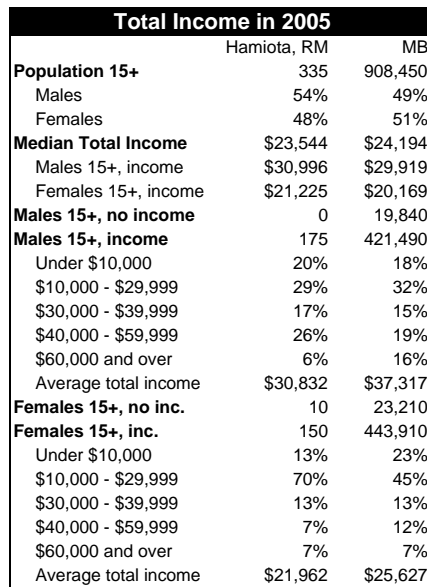 Total Income in 2005
Hamiota, RM MB
Population 15+ 335 908,450
Males 54% 49%
Females 48% 51%
Median Total Income $23,544 $24,194
Males 15+, income $30,996 $29,919
Females 15+, income $21,225 $20,169
Males 15+, no income 0 19,840
Males 15+, income 175 421,490
Under $10,000 20% 18%
$10,000 - $29,999 29% 32%
$30,000 - $39,999 17% 15%
$40,000 - $59,999 26% 19%
$60,000 and over 6% 16%
Average total income $30,832 $37,317
Females 15+, no inc. 10 23,210
Females 15+, inc. 150 443,910
Under $10,000 13% 23%
$10,000 - $29,999 70% 45%
$30,000 - $39,999 13% 13%
$40,000 - $59,999 7% 12%
$60,000 and over 7% 7%
Average total income $21,962 $25,627